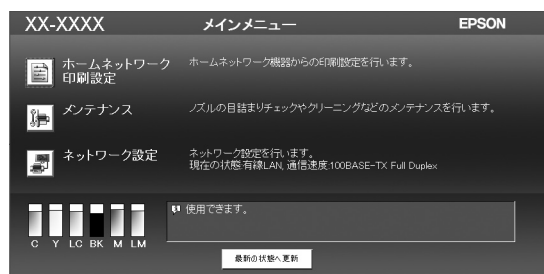 XX-XXXX メインメニュー EPSON
ホームネットワーク
印刷設定
ホームネットワーク機器からの印刷設定を行います。
メンテナンス
ノズルの目詰まりチェックやクリーニングなどのメンテナンスを行います。
ネットワーク設定
ネットワーク設定を行います。
現在の状態:有線LAN, 通信速度:100BASE-TX Full Duplex
使用できます。
C Y LC BK M LM
最新の状態へ更新